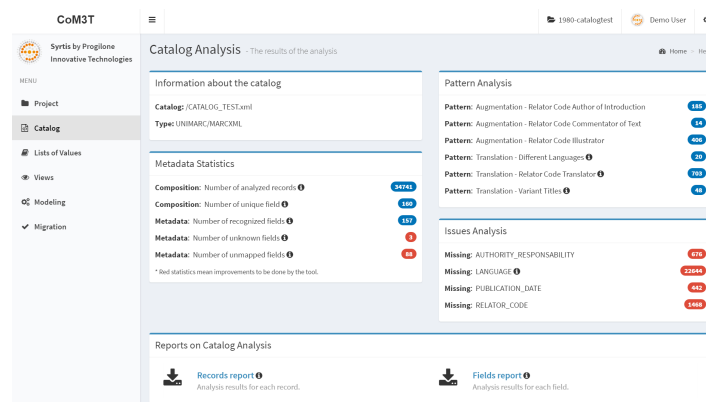 CoM3T
1980-catalogtest
Demo User
Syrtis by Progilone
Innovative Technologies
MENU
Project
Catalog
Lists of Values
Views
Modeling
Migration
Catalog Analysis - The results of the analysis
Home
Information about the catalog
Catalog: /CATALOG_TEST.xml
Type: UNIMARC/MARCXML
Metadata Statistics
Composition: Number of analyzed records 34741
Composition: Number of unique field 160
Metadata: Number of recognized fields 157
Metadata: Number of unknown fields 3
Metadata: Number of unmapped fields 88
* Red statistics mean improvements to be done by the tool.
Pattern Analysis
Pattern: Augmentation - Relator Code Author of Introduction 185
Pattern: Augmentation - Relator Code Commentator of Text 14
Pattern: Augmentation - Relator Code Illustrator 406
Pattern: Translation - Different Languages 20
Pattern: Translation - Relator Code Translator 703
Pattern: Translation - Variant Titles 48
Issues Analysis
Missing: AUTHORITY_RESPONSABILITY 676
Missing: LANGUAGE 22644
Missing: PUBLICATION_DATE 442
Missing: RELATOR_CODE 1468
Reports on Catalog Analysis
Records report
Analysis results for each record.
Fields report
Analysis results for each field.